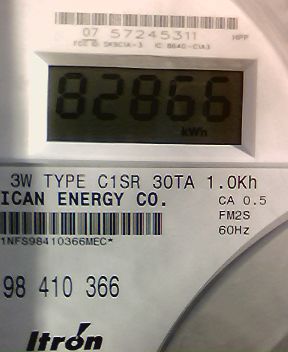 07 57245311 HPP
FCC ID: SK9C1A-3 IC: 864G-C1A3
82866
kWh
3W TYPE C1SR 30TA 1.0Kh
ICAN ENERGY CO. CA 0.5
FM2S
1NFS98410366MEC* 60Hz
98 410 366
Itron